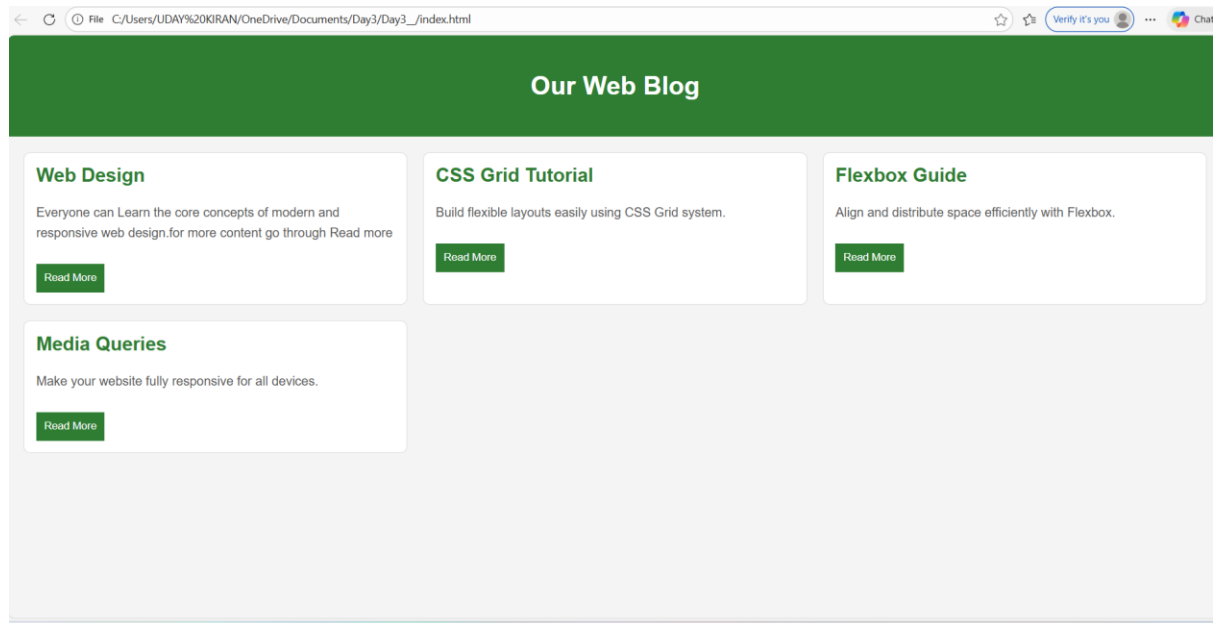 File C:/Users/UDAY%20KIRAN/OneDrive/Documents/Day3/Day3_/index.html
Verify it's you
Chat
Our Web Blog
Web Design
Everyone can Learn the core concepts of modern and
responsive web design.for more content go through Read more
Read More
CSS Grid Tutorial
Build flexible layouts easily using CSS Grid system.
Read More
Flexbox Guide
Align and distribute space efficiently with Flexbox.
Read More
Media Queries
Make your website fully responsive for all devices.
Read More